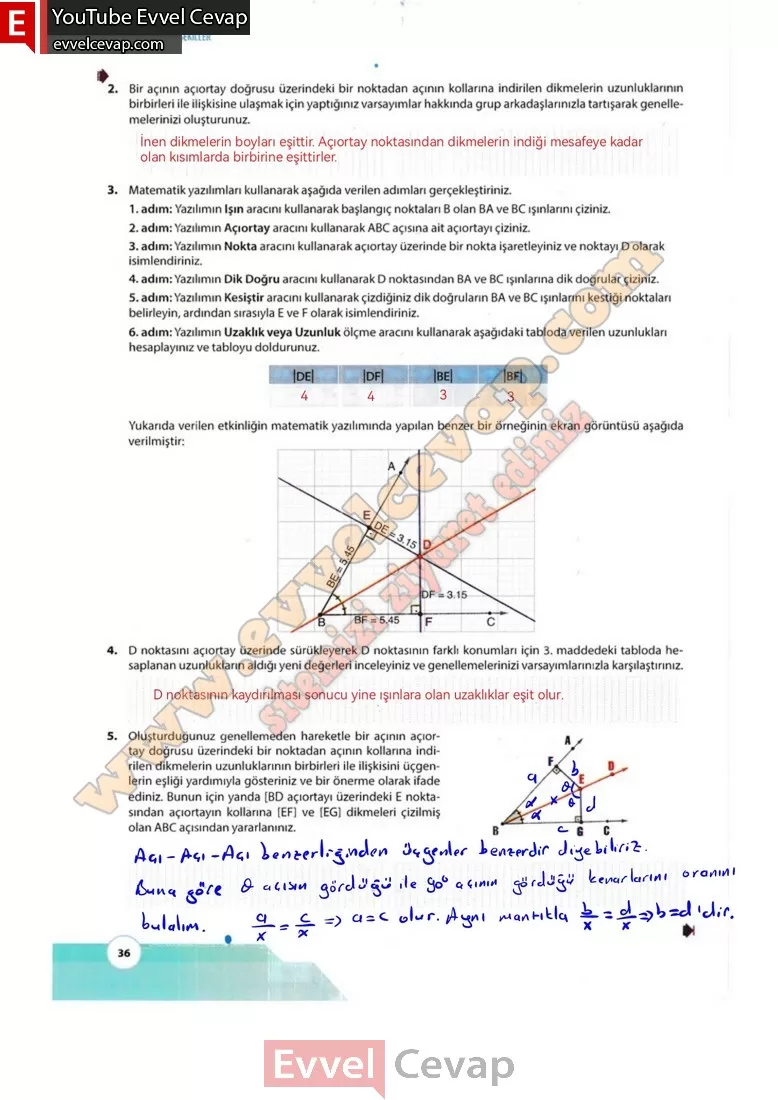 E YouTube Evvel Cevap
evvelcevap.com
2. Bir açının açıortay doğrusu üzerindeki bir noktadan açının kollarına indirilen dikmelerin uzunluklarının
birbirleri ile ilişkisine ulaşmak için yaptığınız varsayımlar hakkında grup arkadaşlarınızla tartışarak genelle-
melerinizi oluşturunuz.
İnen dikmelerin boyları eşittir. Açıortay noktasından dikmelerin indiği mesafeye kadar
olan kısımlarda birbirine eşittirler.
3. Matematik yazılımları kullanarak aşağıda verilen adımları gerçekleştiriniz.
1. adım: Yazılımın Işın aracını kullanarak başlangıç noktaları B olan BA ve BC ışınlarını çiziniz.
2. adım: Yazılımın Açıortay aracını kullanarak ABC açısına ait açıortayı çiziniz.
3. adım: Yazılımın Nokta aracını kullanarak açıortay üzerinde bir nokta işaretleyiniz ve noktayı D olarak
isimlendiriniz.
4. adım: Yazılımın Dik Doğru aracını kullanarak D noktasından BA ve BC ışınlarına dik doğrular çiziniz.
5. adım: Yazılımın Kesiştir aracını kullanarak çizdiğiniz dik doğruların BA ve BC ışınlarını kestiği noktaları
belirleyin, ardından sırasıyla E ve F olarak isimlendiriniz.
6. adım: Yazılımın Uzaklık veya Uzunluk ölçme aracını kullanarak aşağıdaki tabloda verilen uzunlukları
hesaplayınız ve tabloyu doldurunuz.
|DE| |DF| |BE| |BF|
4 4 3 3
Yukarıda verilen etkinliğin matematik yazılımında yapılan benzer bir örneğinin ekran görüntüsü aşağıda
verilmiştir:
A
E
DE = 3.15
D
BE = 5.45
DF = 3.15
B BF = 5.45 F C
4. D noktasını açıortay üzerinde sürükleyerek D noktasının farklı konumları için 3. maddedeki tabloda he-
saplanan uzunlukların aldığı yeni değerleri inceleyiniz ve genellemelerinizi varsayımlarınızla karşılaştırınız.
D noktasının kaydırılması sonucu yine ışınlara olan uzaklıklar eşit olur.
5. Oluşturduğunuz genellemeden hareketle bir açının açıor-
tay doğrusu üzerindeki bir noktadan açının kollarına indi-
rilen dikmelerin uzunluklarının birbirleri ile ilişkisini üçgen-
lerin eşliği yardımıyla gösteriniz ve bir önerme olarak ifade
ediniz. Bunun için yanda [BD açıortayı üzerindeki E nokta-
sından açıortayın kollarına [EF] ve [EG] dikmeleri çizilmiş
olan ABC açısından yararlanınız.
A
F b D
a θ E
α x θ d
α
B c G C
Açı-Açı-Açı benzerliğinden üçgenler benzerdir diyebiliriz.
Buna göre θ açısın gördüğü ile 90° açının gördüğü kenarlarını oranını
bulalım. a/x = c/x ⇒ a=c olur. Aynı mantıkla b/x = d/x ⇒ b=d'dir.
36
www.evvelcevap.com
sitemizi ziyaret ediniz
Evvel Cevap